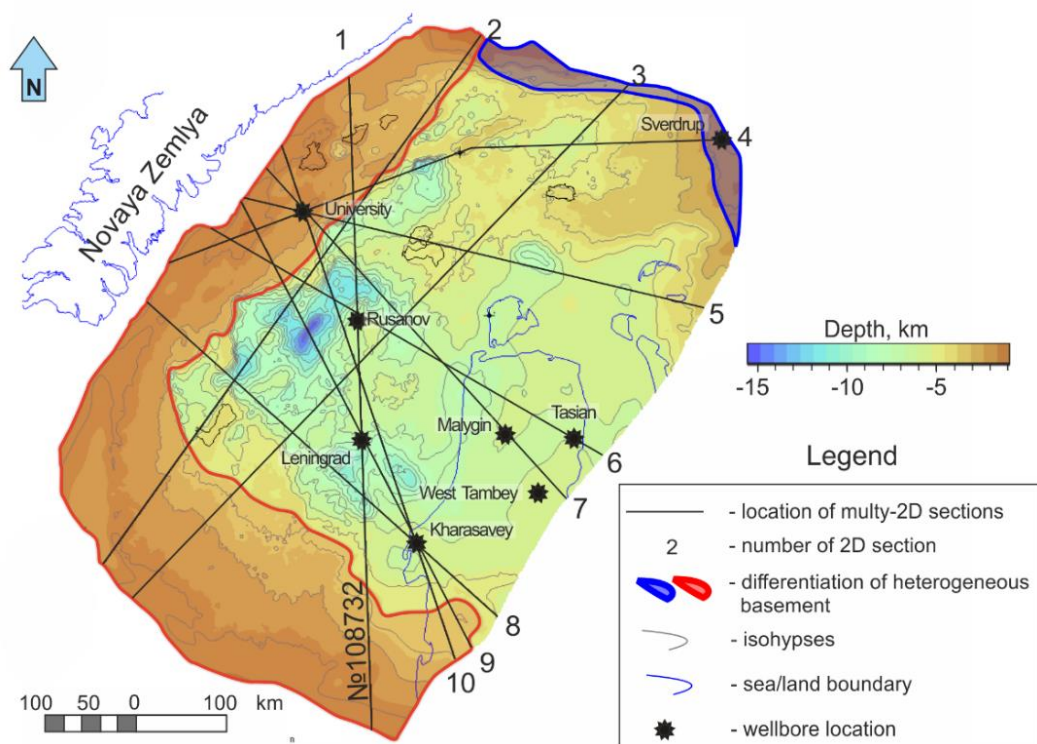 N
Novaya Zemlya
1
2
3
Sverdrup
4
University
5
Rusanov
Depth, km
-15
-10
-5
Malygin
Tasian
Leningrad
6
West Tambey
7
Kharasavey
8
9
10
№108732
100 50 0 100 km
Legend
- location of multy-2D sections
2 - number of 2D section
- differentiation of heterogeneous
basement
- isohypses
- sea/land boundary
- wellbore location